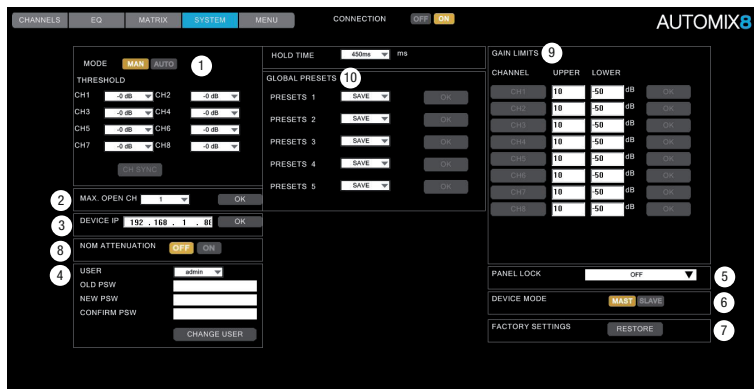 CHANNELS EQ MATRIX SYSTEM MENU CONNECTION OFF ON AUTOMIX8
MODE MAN AUTO 1
THRESHOLD
CH1 -0 dB CH2 -0 dB
CH3 -0 dB CH4 -0 dB
CH5 -0 dB CH6 -0 dB
CH7 -0 dB CH8 -0 dB
CH SYNC
2 MAX. OPEN CH 1 OK
3 DEVICE IP 192 . 168 . 1 . 80 OK
8 NOM ATTENUATION OFF ON
4 USER admin
OLD PSW
NEW PSW
CONFIRM PSW
CHANGE USER
HOLD TIME 450ms ms
GLOBAL PRESETS 10
PRESETS 1 SAVE OK
PRESETS 2 SAVE OK
PRESETS 3 SAVE OK
PRESETS 4 SAVE OK
PRESETS 5 SAVE OK
GAIN LIMITS 9
CHANNEL UPPER LOWER
CH1 10 -50 dB OK
CH2 10 -50 dB OK
CH3 10 -50 dB OK
CH4 10 -50 dB OK
CH5 10 -50 dB OK
CH6 10 -50 dB OK
CH7 10 -50 dB OK
CH8 10 -50 dB OK
PANEL LOCK OFF 5
DEVICE MODE MAST SLAVE 6
FACTORY SETTINGS RESTORE 7